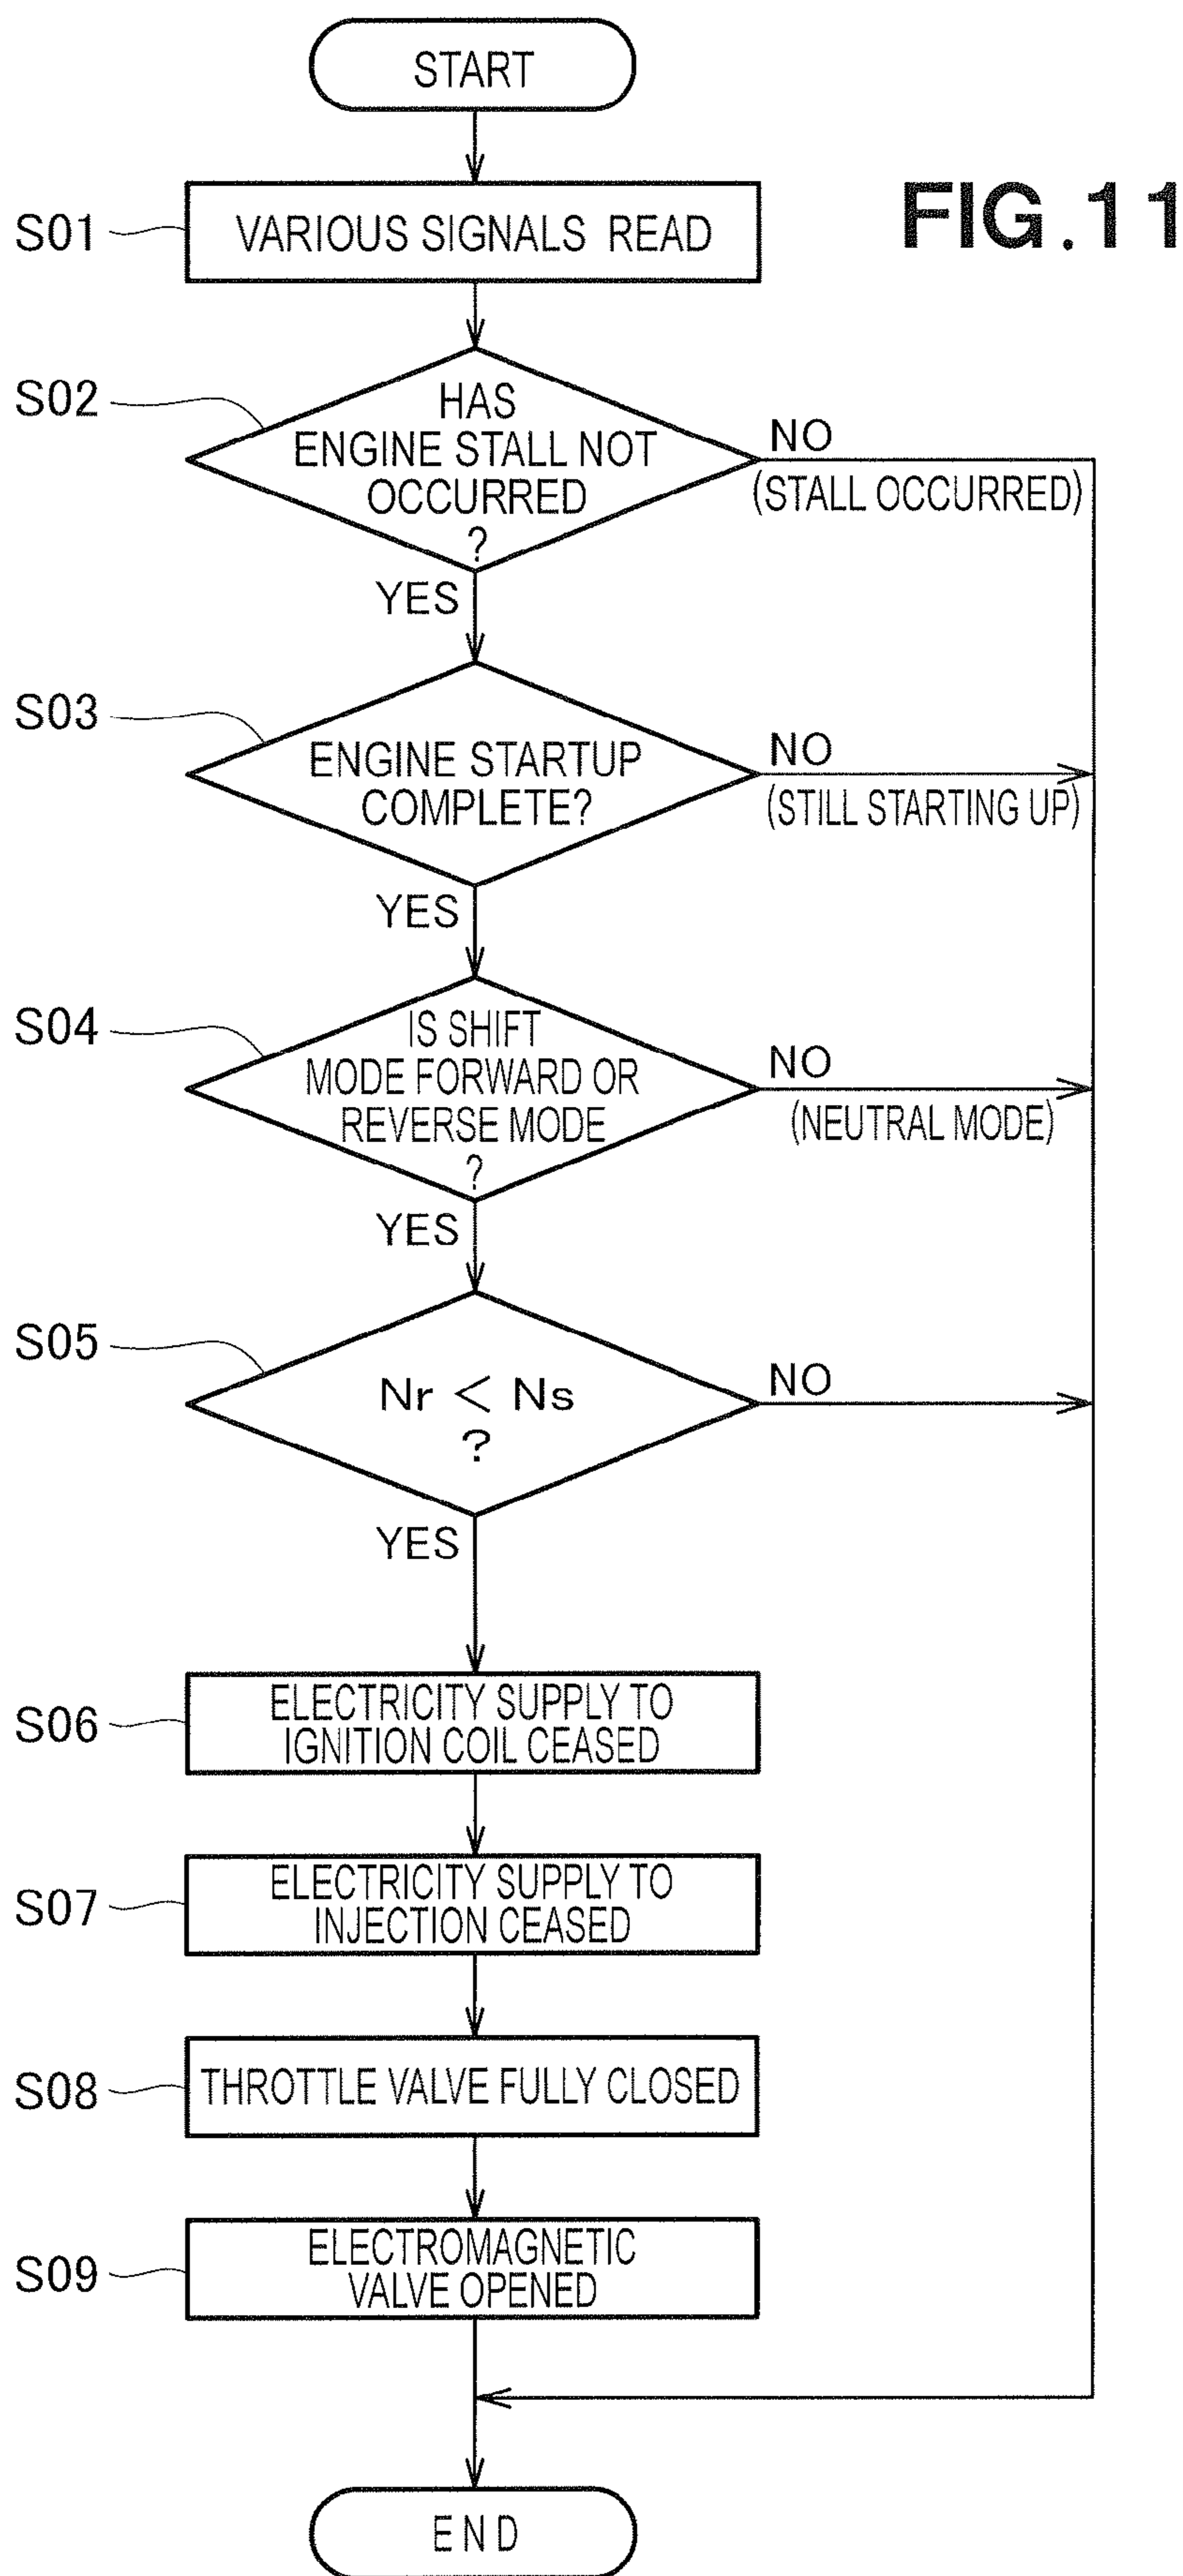 START
FIG.11
S01
VARIOUS SIGNALS READ
S02
HAS
ENGINE STALL NOT
OCCURRED
?
NO
(STALL OCCURRED)
YES
S03
ENGINE STARTUP
COMPLETE?
NO
(STILL STARTING UP)
YES
S04
IS SHIFT
MODE FORWARD OR
REVERSE MODE
?
NO
(NEUTRAL MODE)
YES
S05
Nr < Ns
?
NO
YES
S06
ELECTRICITY SUPPLY TO
IGNITION COIL CEASED
S07
ELECTRICITY SUPPLY TO
INJECTION CEASED
S08
THROTTLE VALVE FULLY CLOSED
S09
ELECTROMAGNETIC
VALVE OPENED
END